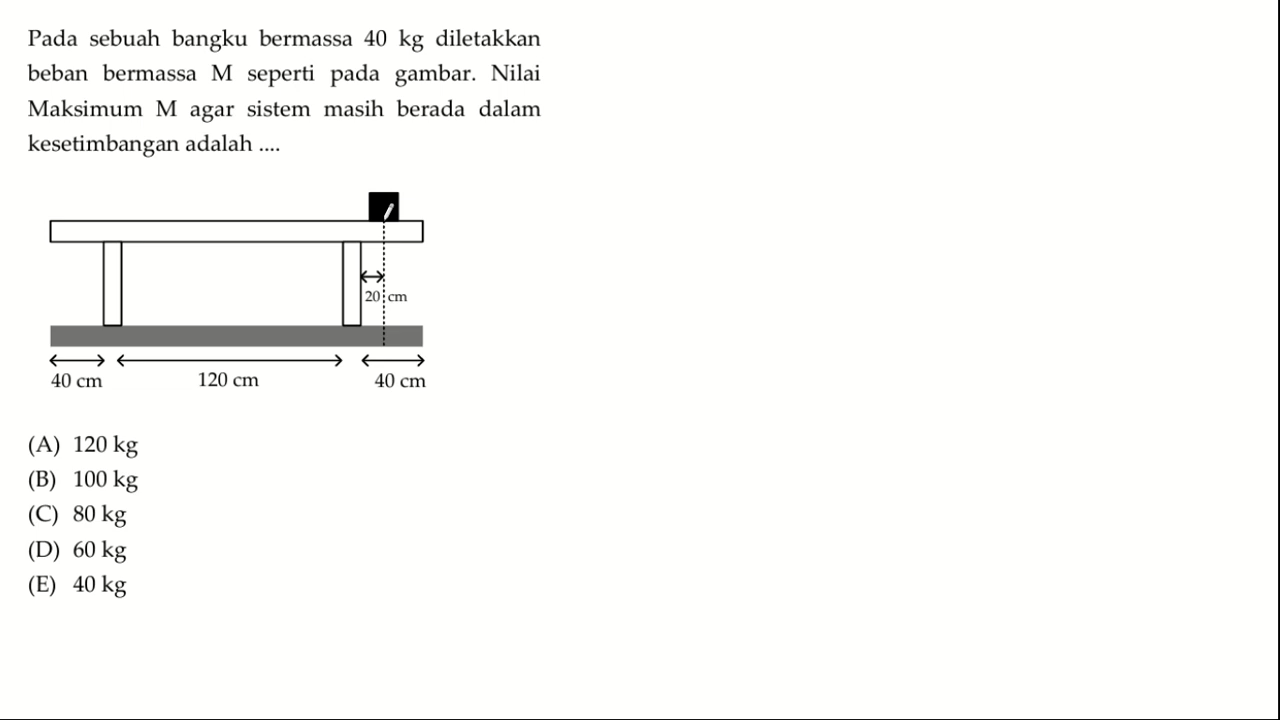 Pada sebuah bangku bermassa 40 kg diletakkan
beban bermassa M seperti pada gambar. Nilai
Maksimum M agar sistem masih berada dalam
kesetimbangan adalah ....
20 cm
40 cm
120 cm
40 cm
(A) 120 kg
(B) 100 kg
(C) 80 kg
(D) 60 kg
(E) 40 kg